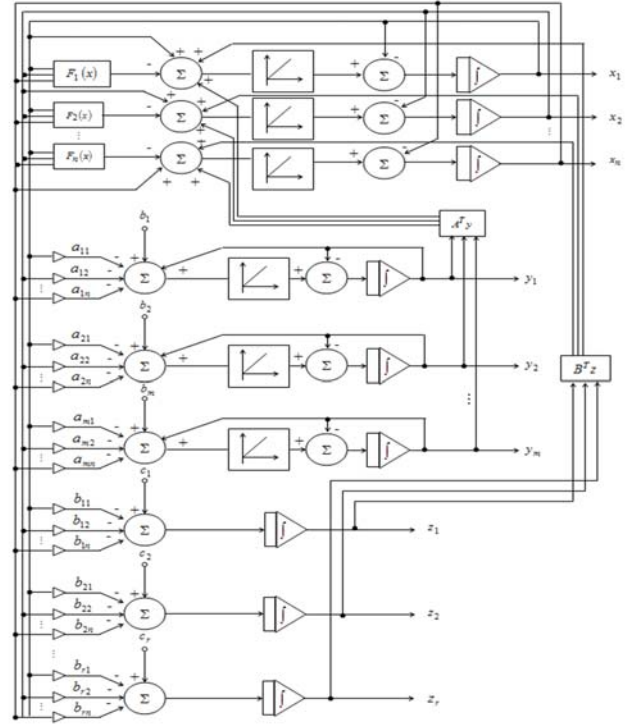 F₁(x) Σ ∫ x₁
F₂(x) Σ ∫ x₂
Fₙ(x) Σ ∫ xₙ
Aᵀy
b₁
a₁₁
a₁₂
a₁ₙ
Σ ∫ y₁
b₂
a₂₁
a₂₂
a₂ₙ
Σ ∫ y₂
Bᵀz
bₘ
aₘ₁
aₘ₂
aₘₙ
Σ ∫ yₘ
c₁
b₁₁
b₁₂
b₁ₙ
Σ ∫ z₁
c₂
b₂₁
b₂₂
b₂ₙ
Σ ∫ z₂
cᵣ
bᵣ₁
bᵣ₂
bᵣₙ
Σ ∫ zᵣ